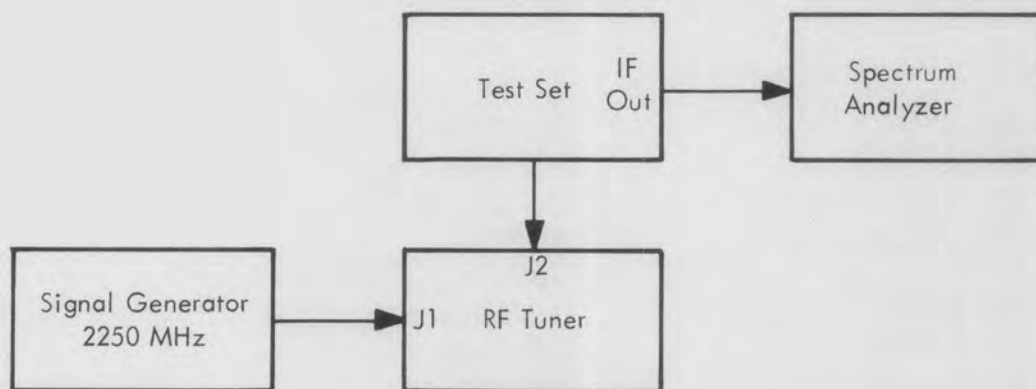 Test Set
IF
Out
Spectrum
Analyzer
Signal Generator
2250 MHz
J2
J1 RF Tuner